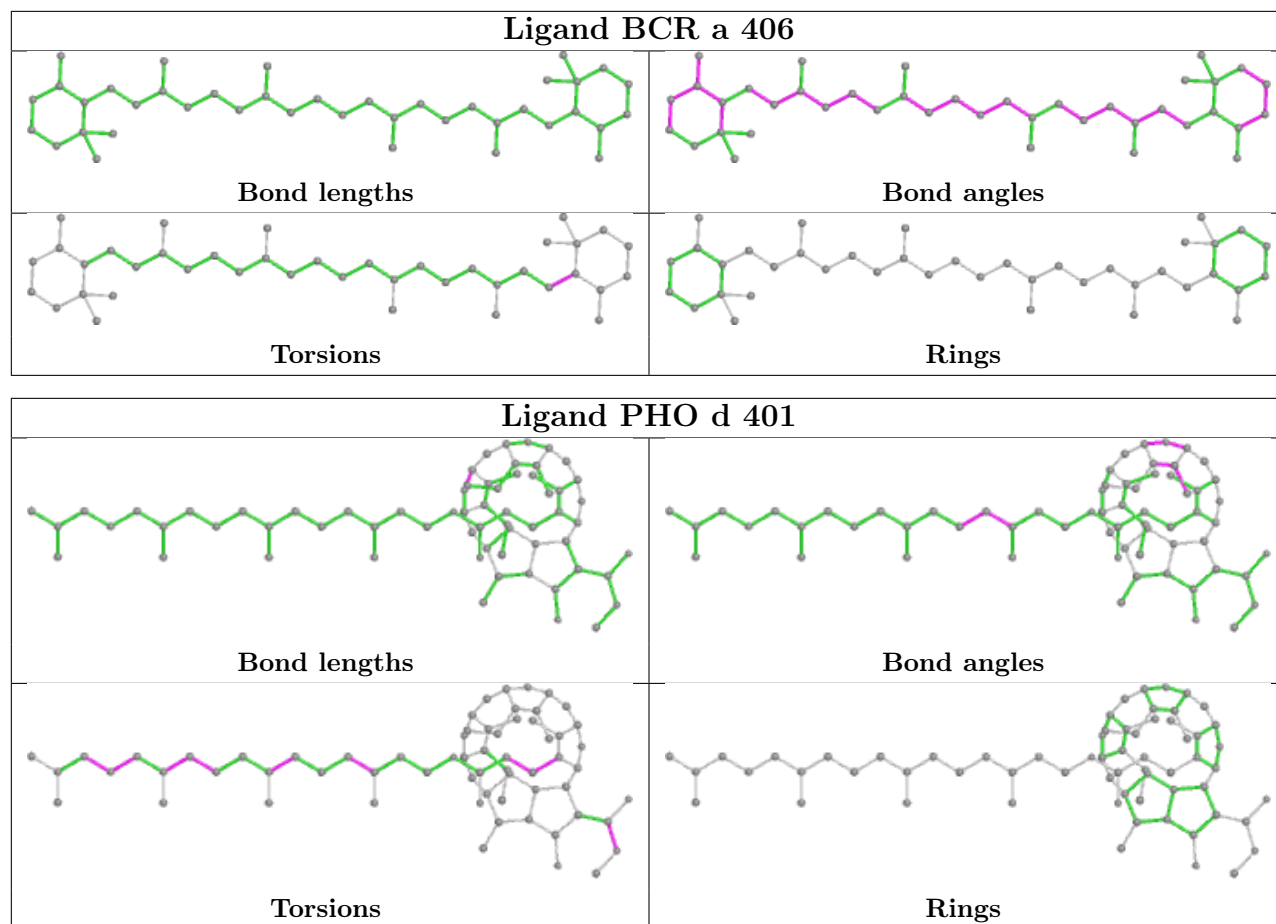 Ligand BCR a 406
Bond lengths
Bond angles
Torsions
Rings
Ligand PHO d 401
Bond lengths
Bond angles
Torsions
Rings